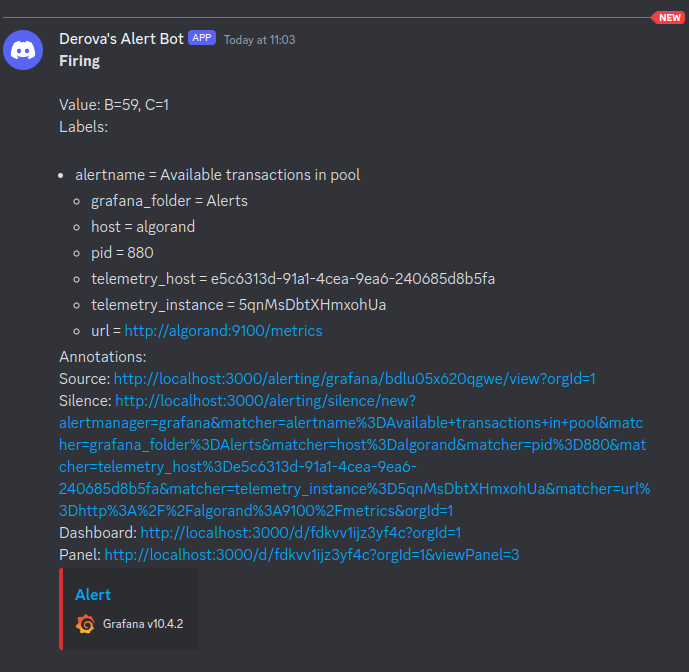 NEW
Derova's Alert Bot APP Today at 11:03
Firing
Value: B=59, C=1
Labels:
• alertname = Available transactions in pool
◦ grafana_folder = Alerts
◦ host = algorand
◦ pid = 880
◦ telemetry_host = e5c6313d-91a1-4cea-9ea6-240685d8b5fa
◦ telemetry_instance = 5qnMsDbtXHmxohUa
◦ url = http://algorand:9100/metrics
Annotations:
Source: http://localhost:3000/alerting/grafana/bdlu05x620qgwe/view?orgId=1
Silence: http://localhost:3000/alerting/silence/new?
alertmanager=grafana&matcher=alertname%3DAvailable+transactions+in+pool&matc
her=grafana_folder%3DAlerts&matcher=host%3Dalgorand&matcher=pid%3D880&mat
cher=telemetry_host%3De5c6313d-91a1-4cea-9ea6-
240685d8b5fa&matcher=telemetry_instance%3D5qnMsDbtXHmxohUa&matcher=url%
3Dhttp%3A%2F%2Falgorand%3A9100%2Fmetrics&orgId=1
Dashboard: http://localhost:3000/d/fdkvv1ijz3yf4c?orgId=1
Panel: http://localhost:3000/d/fdkvv1ijz3yf4c?orgId=1&viewPanel=3
Alert
Grafana v10.4.2